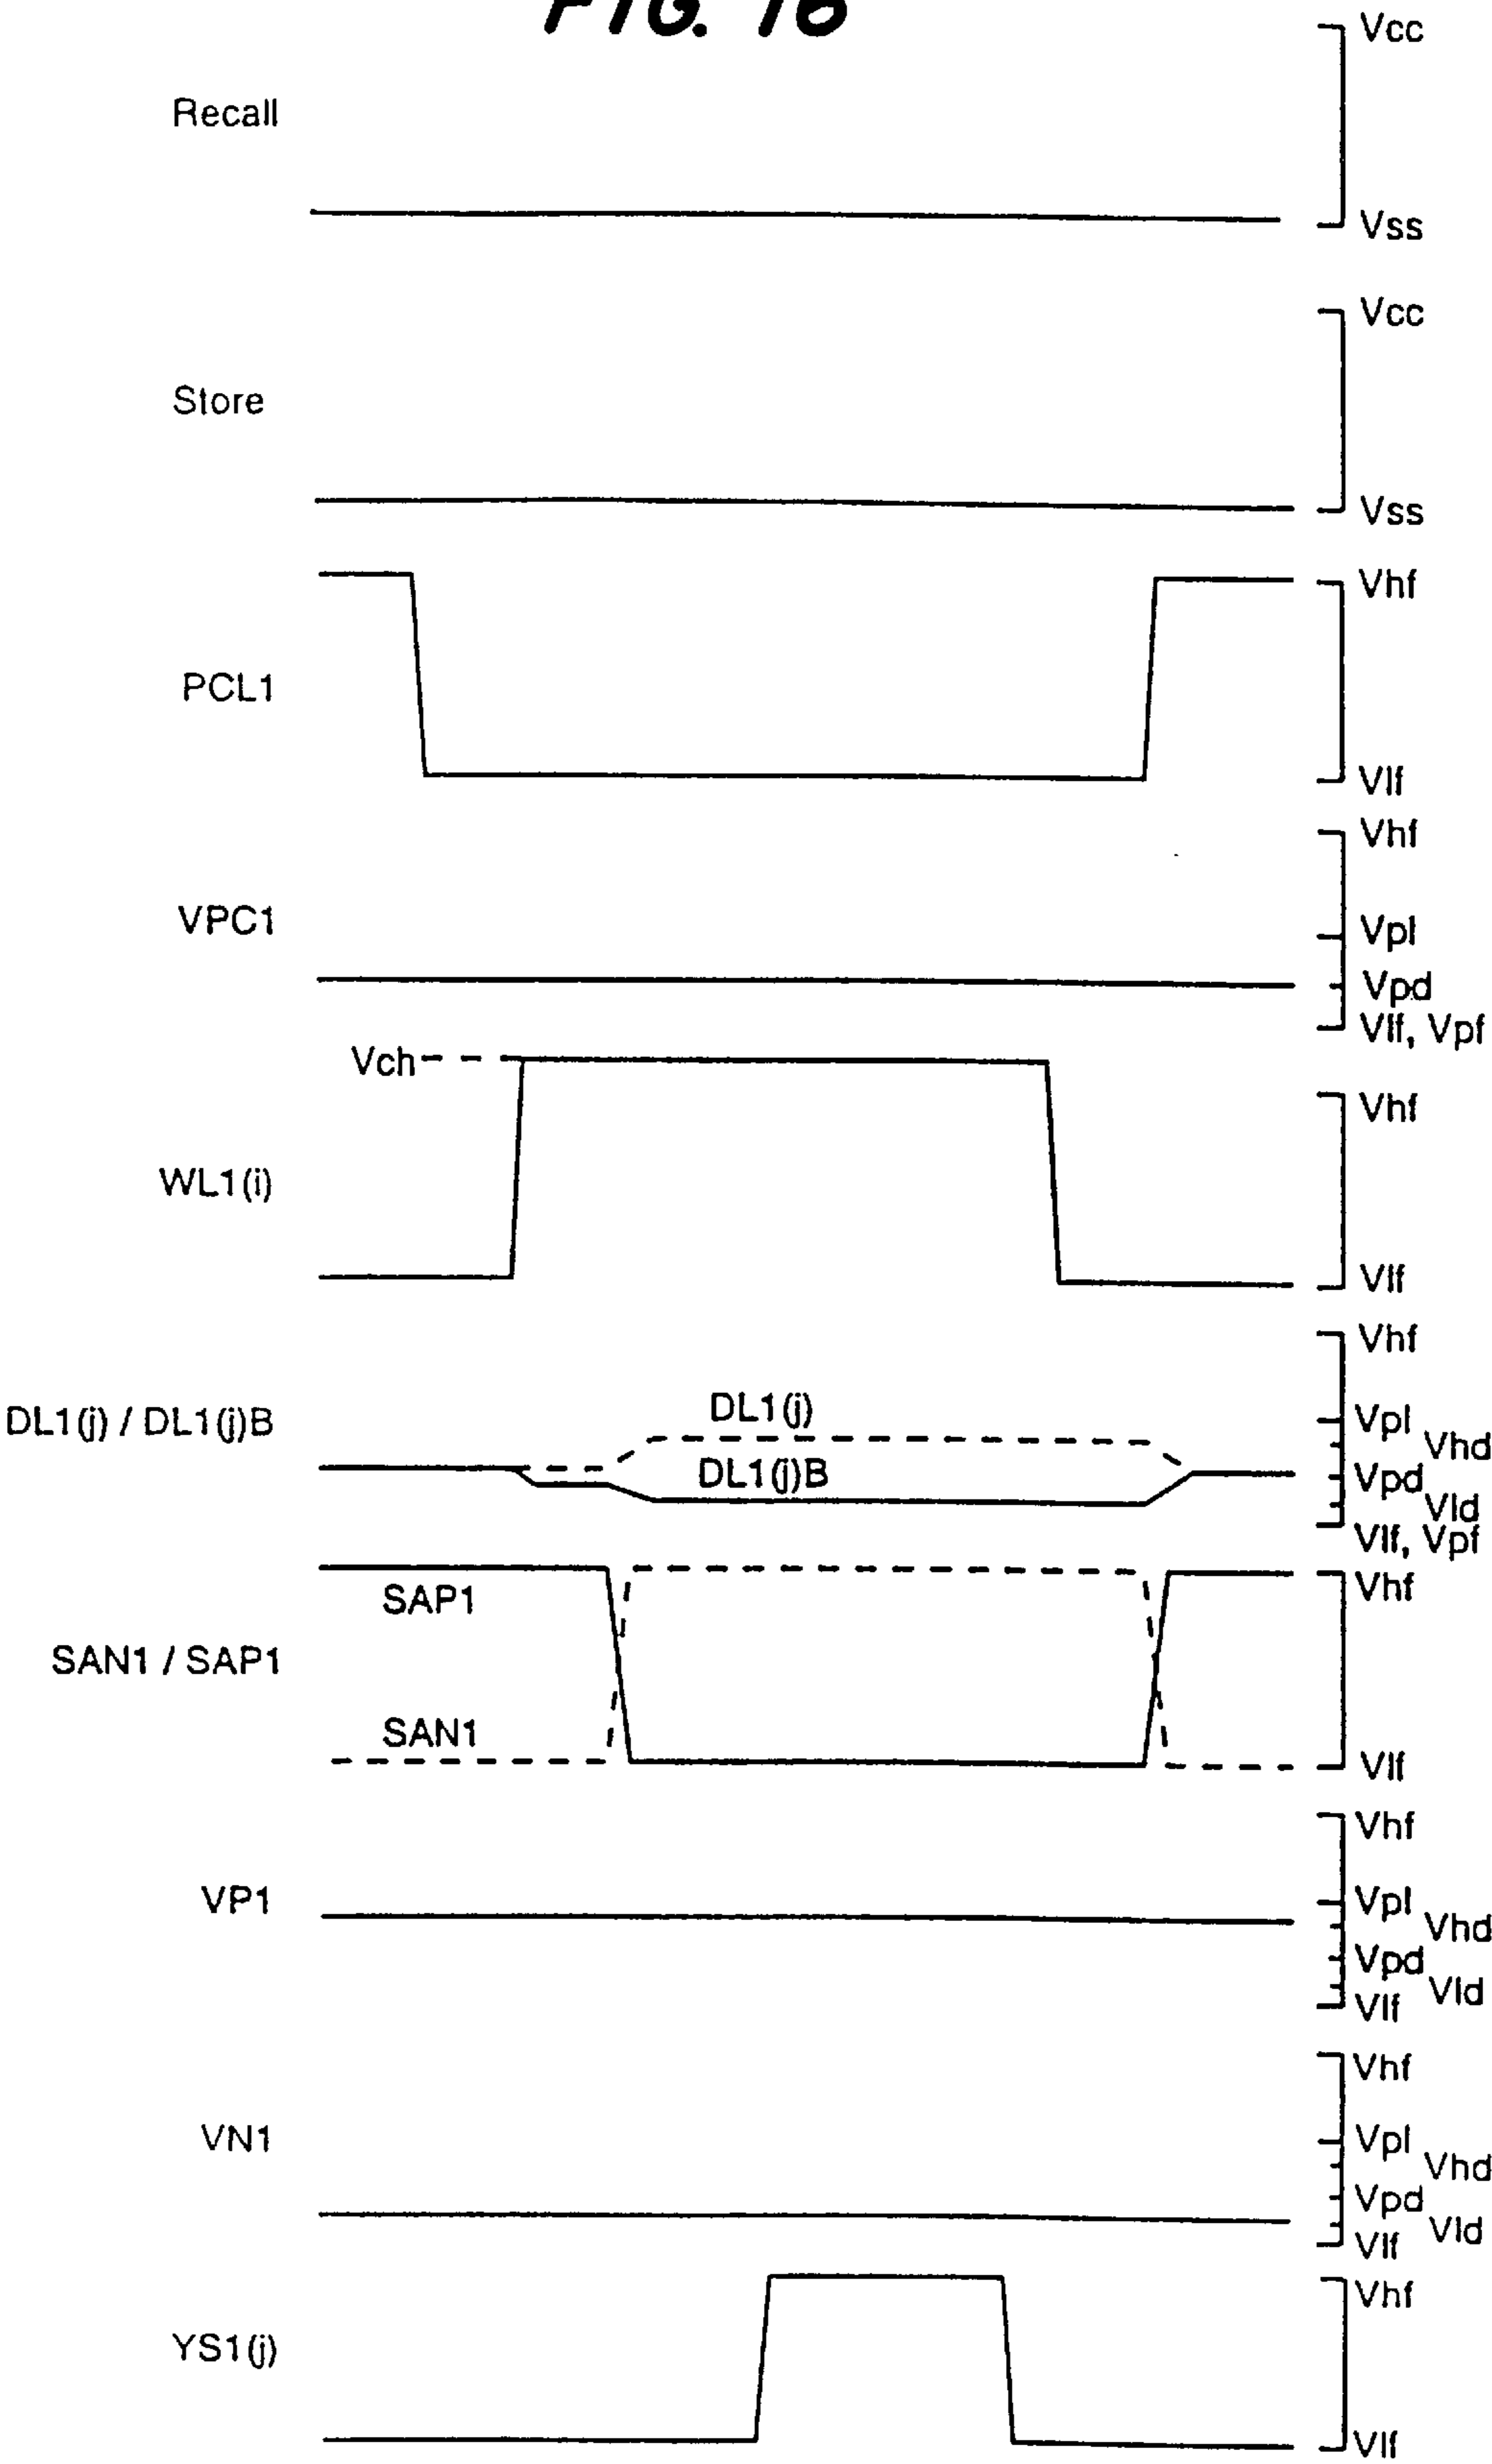 FIG. 16
Vcc
Recall
Vss
Vcc
Store
Vss
Vhf
PCL1
Vlf
Vhf
VPC1
Vpl
Vpd
Vlf, Vpf
Vch
Vhf
WL1(i)
Vlf
Vhf
DL1(j) / DL1(j)B
DL1(j)
Vpl
Vhd
DL1(j)B
Vpd
Vld
Vlf, Vpf
Vhf
SAP1
SAN1 / SAP1
SAN1
Vlf
Vhf
VP1
Vpl
Vhd
Vpd
Vld
Vlf
Vhf
VN1
Vpl
Vhd
Vpd
Vld
Vlf
Vhf
YS1(j)
Vlf